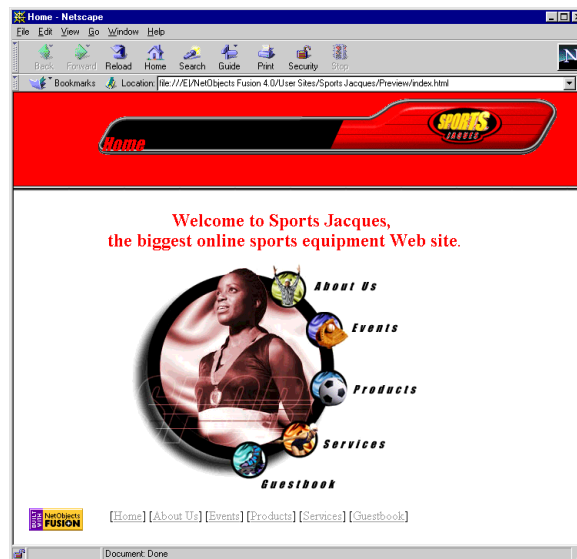 Home - Netscape
File Edit View Go Window Help
Back Forward Reload Home Search Guide Print Security Stop
N
Bookmarks Location: file:///E|/NetObjects Fusion 4.0/User Sites/Sports Jacques/Preview/index.html
SPORTS
JACQUES
Home
Welcome to Sports Jacques,
the biggest online sports equipment Web site.
About Us
Events
Products
Services
Guestbook
BUILT WITH NetObjects FUSION
[Home] [About Us] [Events] [Products] [Services] [Guestbook]
Document: Done